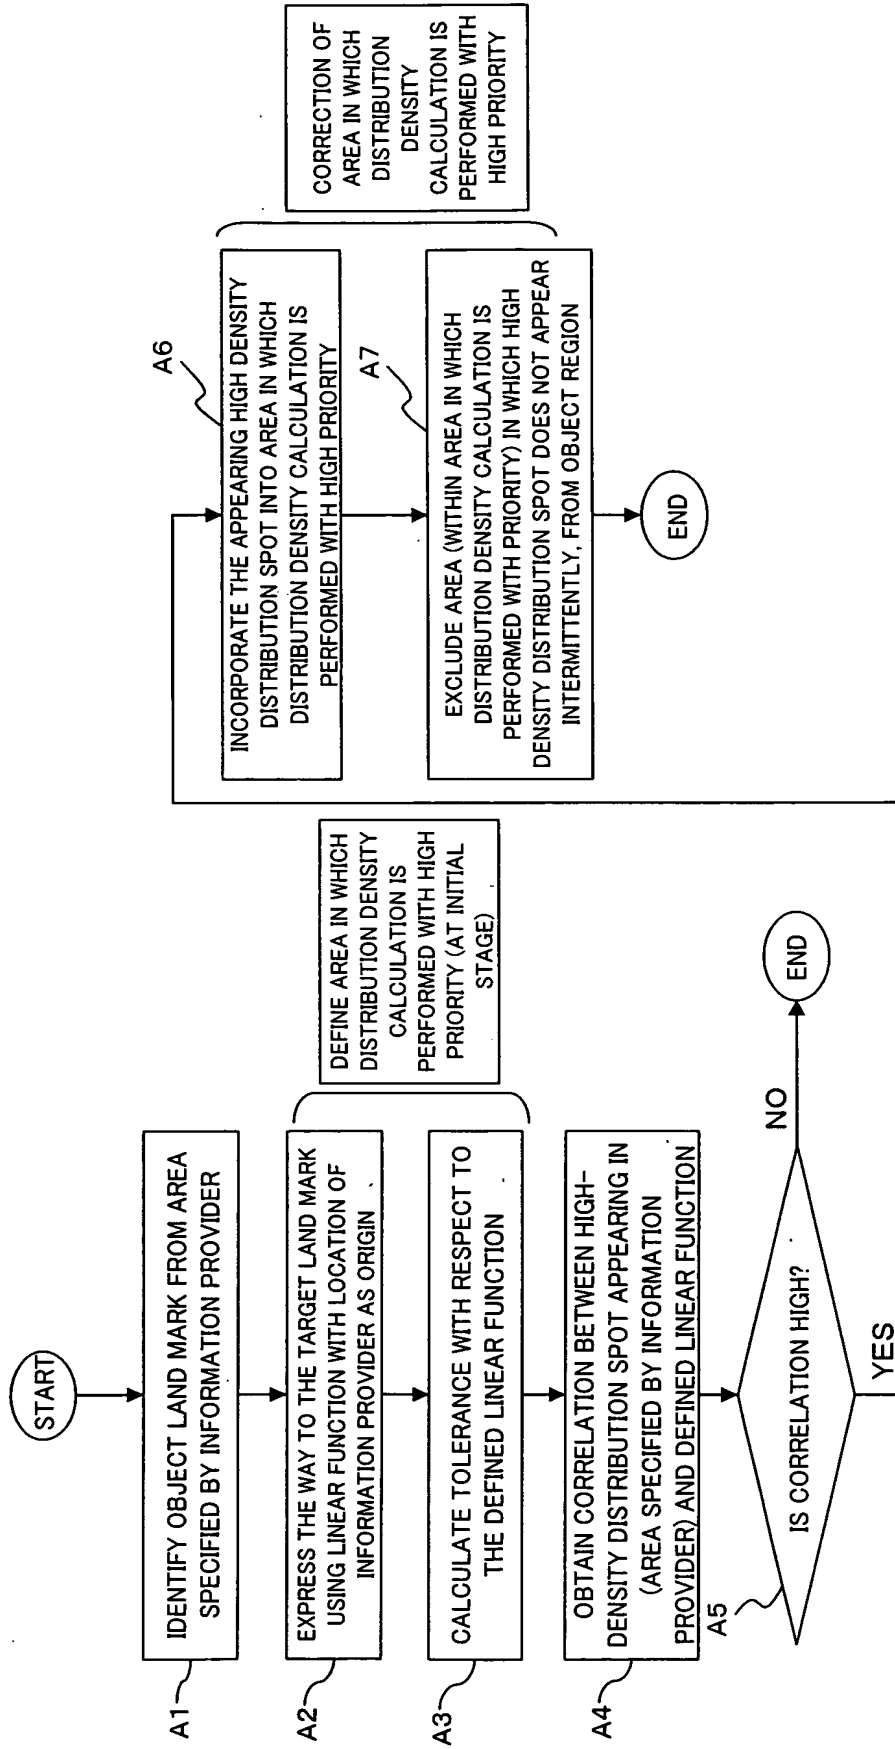 START
A1
IDENTIFY OBJECT LAND MARK FROM AREA
SPECIFIED BY INFORMATION PROVIDER
A2
EXPRESS THE WAY TO THE TARGET LAND MARK
USING LINEAR FUNCTION WITH LOCATION OF
INFORMATION PROVIDER AS ORIGIN
A3
CALCULATE TOLERANCE WITH RESPECT TO
THE DEFINED LINEAR FUNCTION
DEFINE AREA IN WHICH
DISTRIBUTION DENSITY
CALCULATION IS
PERFORMED WITH HIGH
PRIORITY (AT INITIAL
STAGE)
A4
OBTAIN CORRELATION BETWEEN HIGH-
DENSITY DISTRIBUTION SPOT APPEARING IN
(AREA SPECIFIED BY INFORMATION
PROVIDER) AND DEFINED LINEAR FUNCTION
A5
IS CORRELATION HIGH?
NO
END
YES
A6
INCORPORATE THE APPEARING HIGH DENSITY
DISTRIBUTION SPOT INTO AREA IN WHICH
DISTRIBUTION DENSITY CALCULATION IS
PERFORMED WITH HIGH PRIORITY
A7
EXCLUDE AREA (WITHIN AREA IN WHICH
DISTRIBUTION DENSITY CALCULATION IS
PERFORMED WITH PRIORITY) IN WHICH HIGH
DENSITY DISTRIBUTION SPOT DOES NOT APPEAR
INTERMITTENTLY, FROM OBJECT REGION
END
CORRECTION OF
AREA IN WHICH
DISTRIBUTION
DENSITY
CALCULATION IS
PERFORMED WITH
HIGH PRIORITY